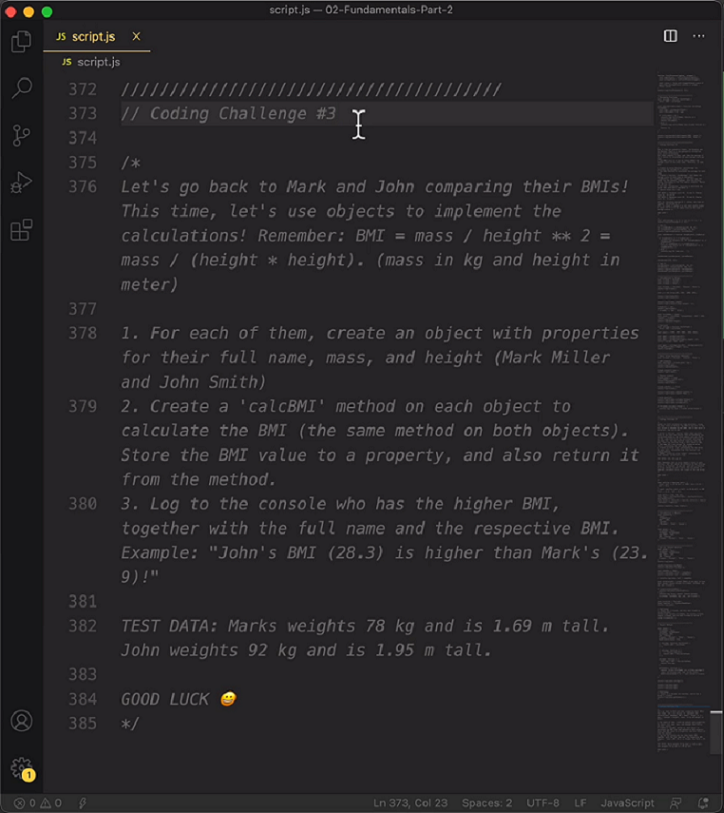 script.js — 02-Fundamentals-Part-2
JS script.js ×
JS script.js
372 ///////////////////////////////////////
373 // Coding Challenge #3
374
375 /*
376 Let's go back to Mark and John comparing their BMIs!
This time, let's use objects to implement the
calculations! Remember: BMI = mass / height ** 2 =
mass / (height * height). (mass in kg and height in
meter)
377
378 1. For each of them, create an object with properties
for their full name, mass, and height (Mark Miller
and John Smith)
379 2. Create a 'calcBMI' method on each object to
calculate the BMI (the same method on both objects).
Store the BMI value to a property, and also return it
from the method.
380 3. Log to the console who has the higher BMI,
together with the full name and the respective BMI.
Example: "John's BMI (28.3) is higher than Mark's (23.
9)!"
381
382 TEST DATA: Marks weights 78 kg and is 1.69 m tall.
John weights 92 kg and is 1.95 m tall.
383
384 GOOD LUCK 😀
385 */
1
0 0 Ln 373, Col 23 Spaces: 2 UTF-8 LF JavaScript